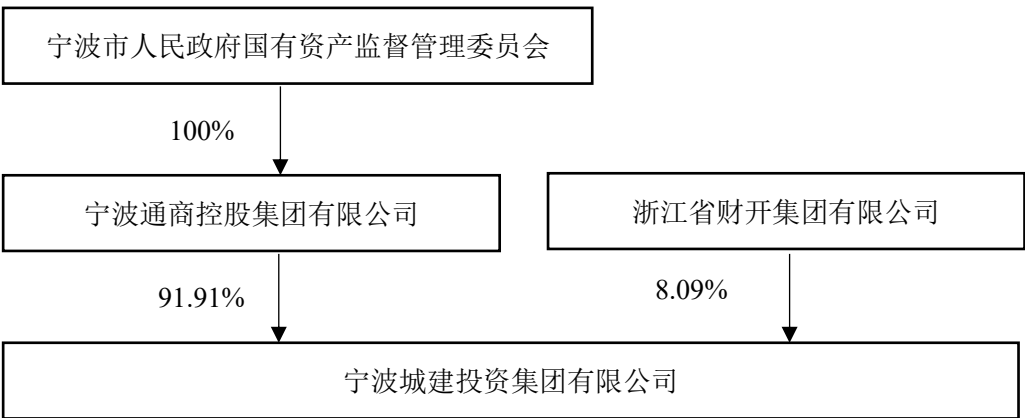 宁波市人民政府国有资产监督管理委员会
100%
宁波通商控股集团有限公司
浙江省财开集团有限公司
91.91%
8.09%
宁波城建投资集团有限公司